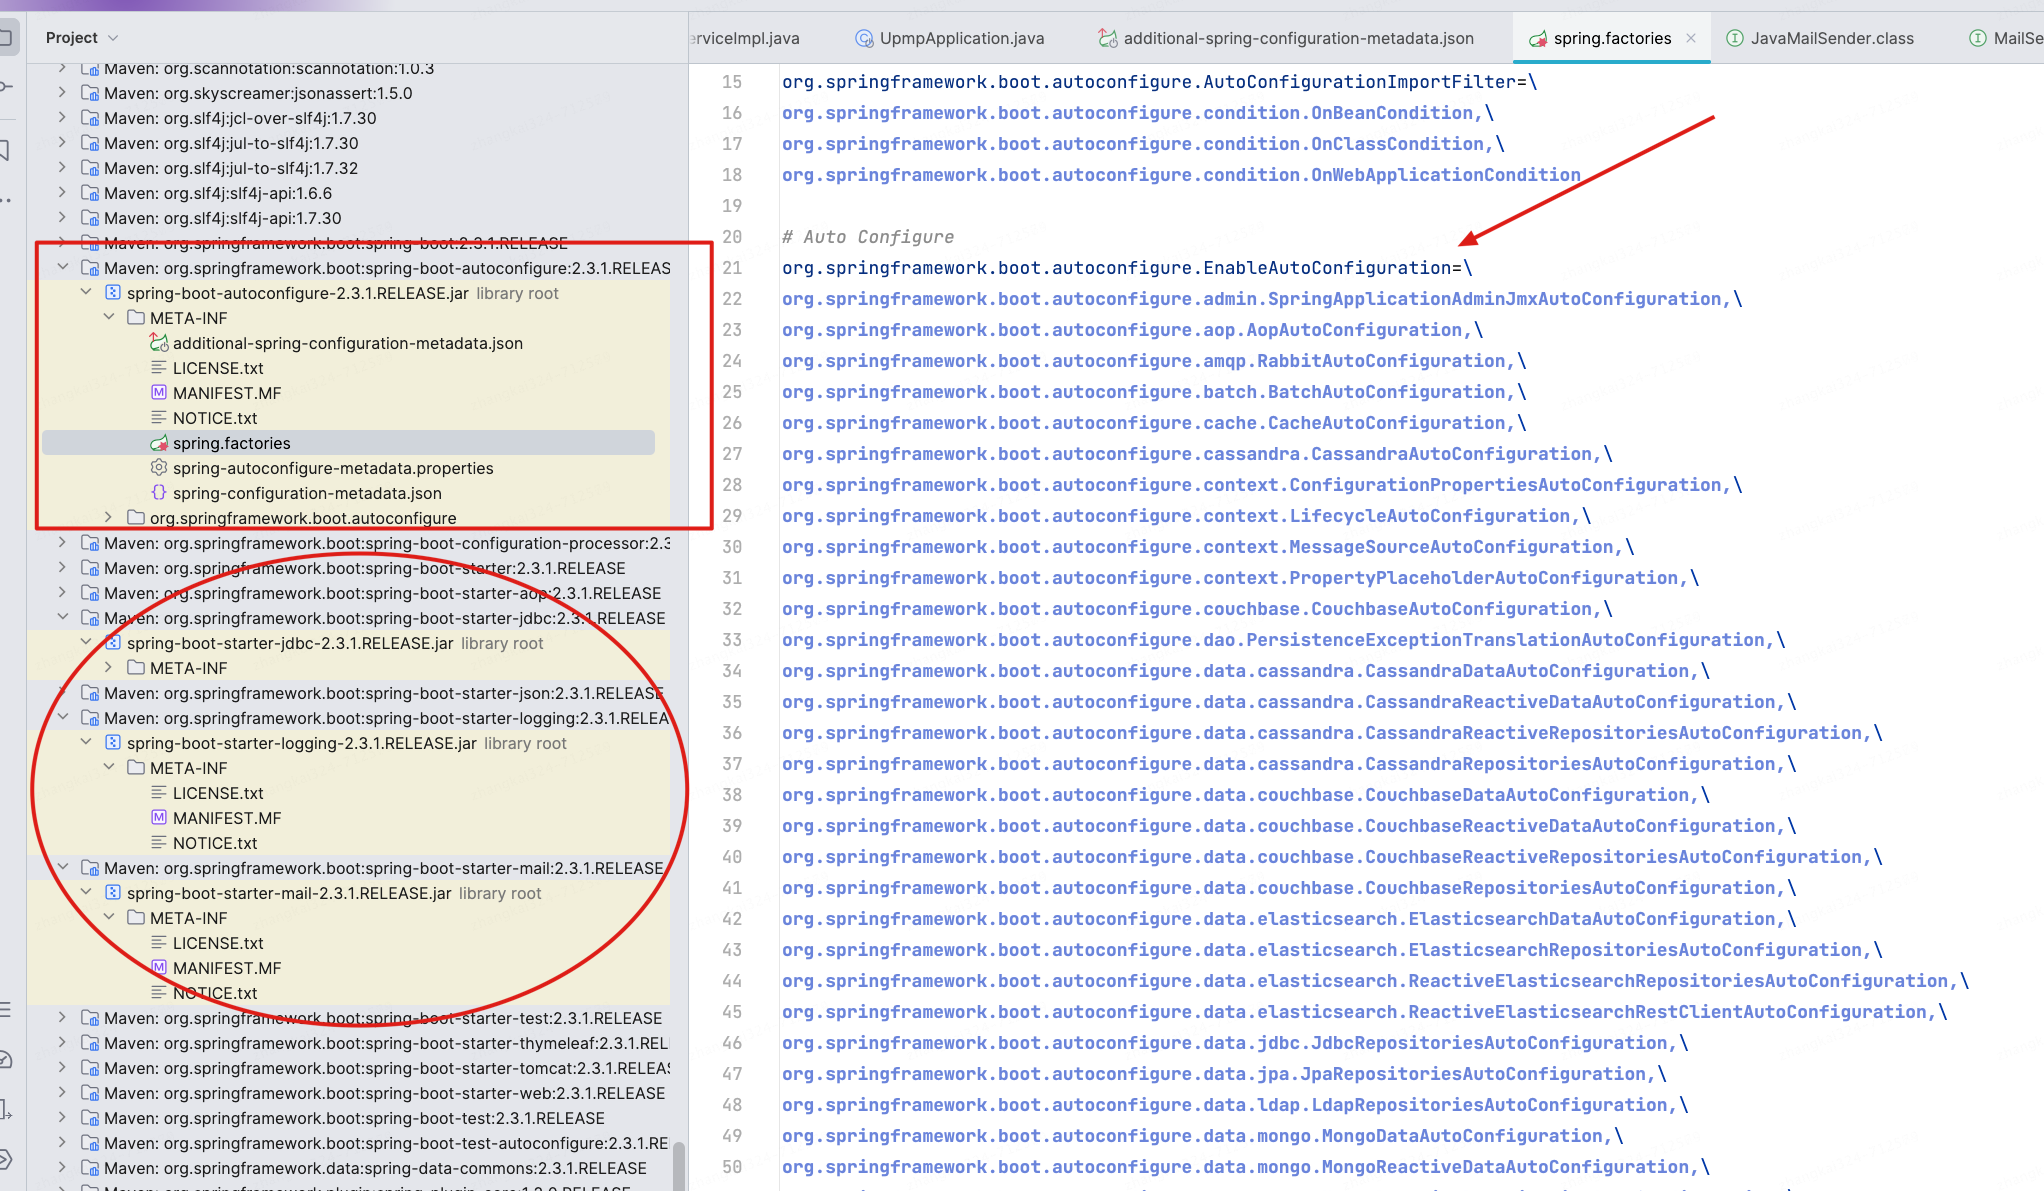 Project
erviceImpl.java
UpmpApplication.java
additional-spring-configuration-metadata.json
spring.factories
JavaMailSender.class
MailSe
Maven: org.scannotation:scannotation:1.0.3
Maven: org.skyscreamer:jsonassert:1.5.0
Maven: org.slf4j:jcl-over-slf4j:1.7.30
Maven: org.slf4j:jul-to-slf4j:1.7.30
Maven: org.slf4j:jul-to-slf4j:1.7.32
Maven: org.slf4j:slf4j-api:1.6.6
Maven: org.slf4j:slf4j-api:1.7.30
Maven: org.springframework.boot:spring-boot:2.3.1.RELEASE
Maven: org.springframework.boot:spring-boot-autoconfigure:2.3.1.RELEAS
spring-boot-autoconfigure-2.3.1.RELEASE.jar library root
META-INF
additional-spring-configuration-metadata.json
LICENSE.txt
MANIFEST.MF
NOTICE.txt
spring.factories
spring-autoconfigure-metadata.properties
spring-configuration-metadata.json
org.springframework.boot.autoconfigure
Maven: org.springframework.boot:spring-boot-configuration-processor:2.3
Maven: org.springframework.boot:spring-boot-starter:2.3.1.RELEASE
Maven: org.springframework.boot:spring-boot-starter-aop:2.3.1.RELEASE
Maven: org.springframework.boot:spring-boot-starter-jdbc:2.3.1.RELEASE
spring-boot-starter-jdbc-2.3.1.RELEASE.jar library root
META-INF
Maven: org.springframework.boot:spring-boot-starter-json:2.3.1.RELEASE
Maven: org.springframework.boot:spring-boot-starter-logging:2.3.1.RELEA
spring-boot-starter-logging-2.3.1.RELEASE.jar library root
META-INF
LICENSE.txt
MANIFEST.MF
NOTICE.txt
Maven: org.springframework.boot:spring-boot-starter-mail:2.3.1.RELEASE
spring-boot-starter-mail-2.3.1.RELEASE.jar library root
META-INF
LICENSE.txt
MANIFEST.MF
NOTICE.txt
Maven: org.springframework.boot:spring-boot-starter-test:2.3.1.RELEASE
Maven: org.springframework.boot:spring-boot-starter-thymeleaf:2.3.1.REL
Maven: org.springframework.boot:spring-boot-starter-tomcat:2.3.1.RELEAS
Maven: org.springframework.boot:spring-boot-starter-web:2.3.1.RELEASE
Maven: org.springframework.boot:spring-boot-test:2.3.1.RELEASE
Maven: org.springframework.boot:spring-boot-test-autoconfigure:2.3.1.RE
Maven: org.springframework.data:spring-data-commons:2.3.1.RELEASE
15 org.springframework.boot.autoconfigure.AutoConfigurationImportFilter=\
16 org.springframework.boot.autoconfigure.condition.OnBeanCondition,\
17 org.springframework.boot.autoconfigure.condition.OnClassCondition,\
18 org.springframework.boot.autoconfigure.condition.OnWebApplicationCondition
19
20 # Auto Configure
21 org.springframework.boot.autoconfigure.EnableAutoConfiguration=\
22 org.springframework.boot.autoconfigure.admin.SpringApplicationAdminJmxAutoConfiguration,\
23 org.springframework.boot.autoconfigure.aop.AopAutoConfiguration,\
24 org.springframework.boot.autoconfigure.amqp.RabbitAutoConfiguration,\
25 org.springframework.boot.autoconfigure.batch.BatchAutoConfiguration,\
26 org.springframework.boot.autoconfigure.cache.CacheAutoConfiguration,\
27 org.springframework.boot.autoconfigure.cassandra.CassandraAutoConfiguration,\
28 org.springframework.boot.autoconfigure.context.ConfigurationPropertiesAutoConfiguration,\
29 org.springframework.boot.autoconfigure.context.LifecycleAutoConfiguration,\
30 org.springframework.boot.autoconfigure.context.MessageSourceAutoConfiguration,\
31 org.springframework.boot.autoconfigure.context.PropertyPlaceholderAutoConfiguration,\
32 org.springframework.boot.autoconfigure.couchbase.CouchbaseAutoConfiguration,\
33 org.springframework.boot.autoconfigure.dao.PersistenceExceptionTranslationAutoConfiguration,\
34 org.springframework.boot.autoconfigure.data.cassandra.CassandraDataAutoConfiguration,\
35 org.springframework.boot.autoconfigure.data.cassandra.CassandraReactiveDataAutoConfiguration,\
36 org.springframework.boot.autoconfigure.data.cassandra.CassandraReactiveRepositoriesAutoConfiguration,\
37 org.springframework.boot.autoconfigure.data.cassandra.CassandraRepositoriesAutoConfiguration,\
38 org.springframework.boot.autoconfigure.data.couchbase.CouchbaseDataAutoConfiguration,\
39 org.springframework.boot.autoconfigure.data.couchbase.CouchbaseReactiveDataAutoConfiguration,\
40 org.springframework.boot.autoconfigure.data.couchbase.CouchbaseReactiveRepositoriesAutoConfiguration,\
41 org.springframework.boot.autoconfigure.data.couchbase.CouchbaseRepositoriesAutoConfiguration,\
42 org.springframework.boot.autoconfigure.data.elasticsearch.ElasticsearchDataAutoConfiguration,\
43 org.springframework.boot.autoconfigure.data.elasticsearch.ElasticsearchRepositoriesAutoConfiguration,\
44 org.springframework.boot.autoconfigure.data.elasticsearch.ReactiveElasticsearchRepositoriesAutoConfiguration,\
45 org.springframework.boot.autoconfigure.data.elasticsearch.ReactiveElasticsearchRestClientAutoConfiguration,\
46 org.springframework.boot.autoconfigure.data.jdbc.JdbcRepositoriesAutoConfiguration,\
47 org.springframework.boot.autoconfigure.data.jpa.JpaRepositoriesAutoConfiguration,\
48 org.springframework.boot.autoconfigure.data.ldap.LdapRepositoriesAutoConfiguration,\
49 org.springframework.boot.autoconfigure.data.mongo.MongoDataAutoConfiguration,\
50 org.springframework.boot.autoconfigure.data.mongo.MongoReactiveDataAutoConfiguration,\